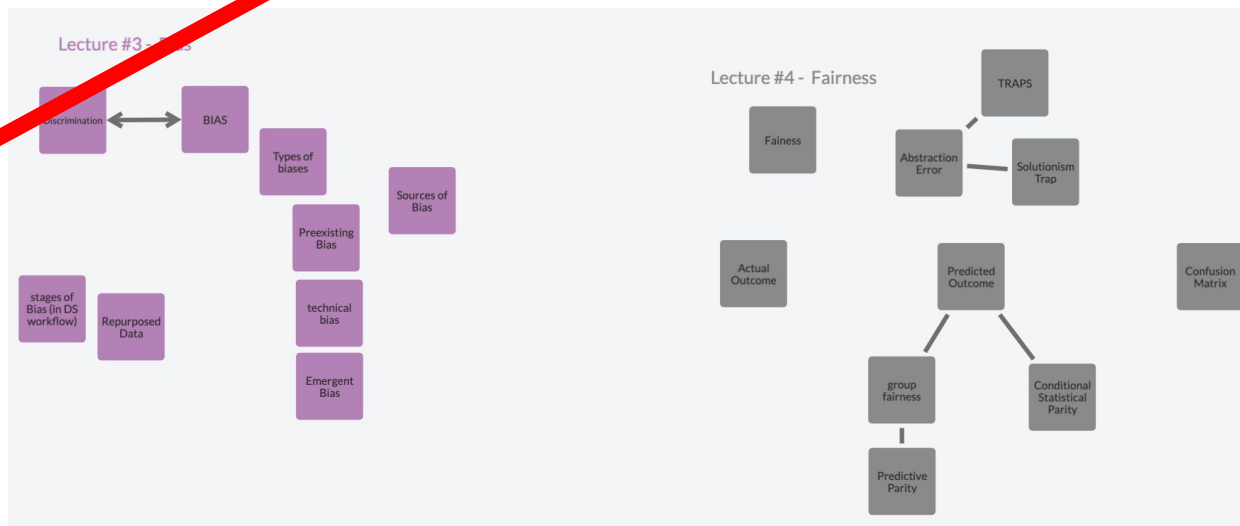 Lecture #3 -
Discrimination
BIAS
Types of
biases
Sources of
Bias
Preexisting
Bias
stages of
Bias (in DS
workflow)
Repurposed
Data
technical
bias
Emergent
Bias
Lecture #4 - Fairness
TRAPS
Fainess
Abstraction
Error
Solutionism
Trap
Actual
Outcome
Predicted
Outcome
Confusion
Matrix
group
fairness
Conditional
Statistical
Parity
Predictive
Parity